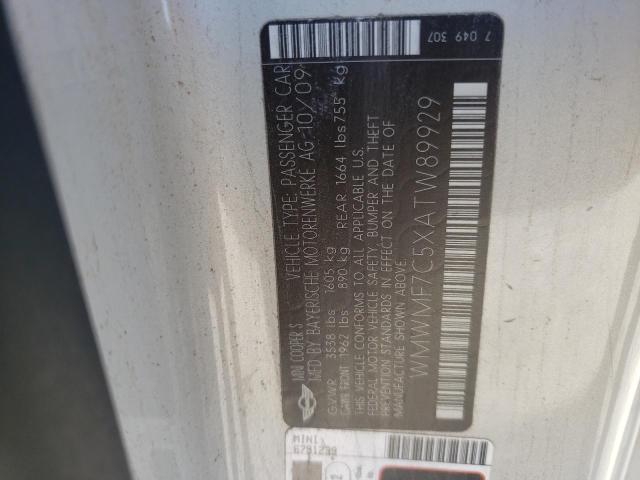 7 049 307
MINI COOPER S VEHICLE TYPE: PASSENGER CAR
MFD BY BAYERISCHE MOTORENWERKE AG 10/09
GVWR 3538 lbs 1605 kg
GAWR FRONT 1962 lbs 890 kg REAR 1664 lbs 755 kg
THIS VEHICLE CONFORMS TO ALL APPLICABLE U.S.
FEDERAL MOTOR VEHICLE SAFETY, BUMPER AND THEFT
PREVENTION STANDARDS IN EFFECT ON THE DATE OF
MANUFACTURE SHOWN ABOVE.
WMWMF7C5XATW89929
MINI
6791239